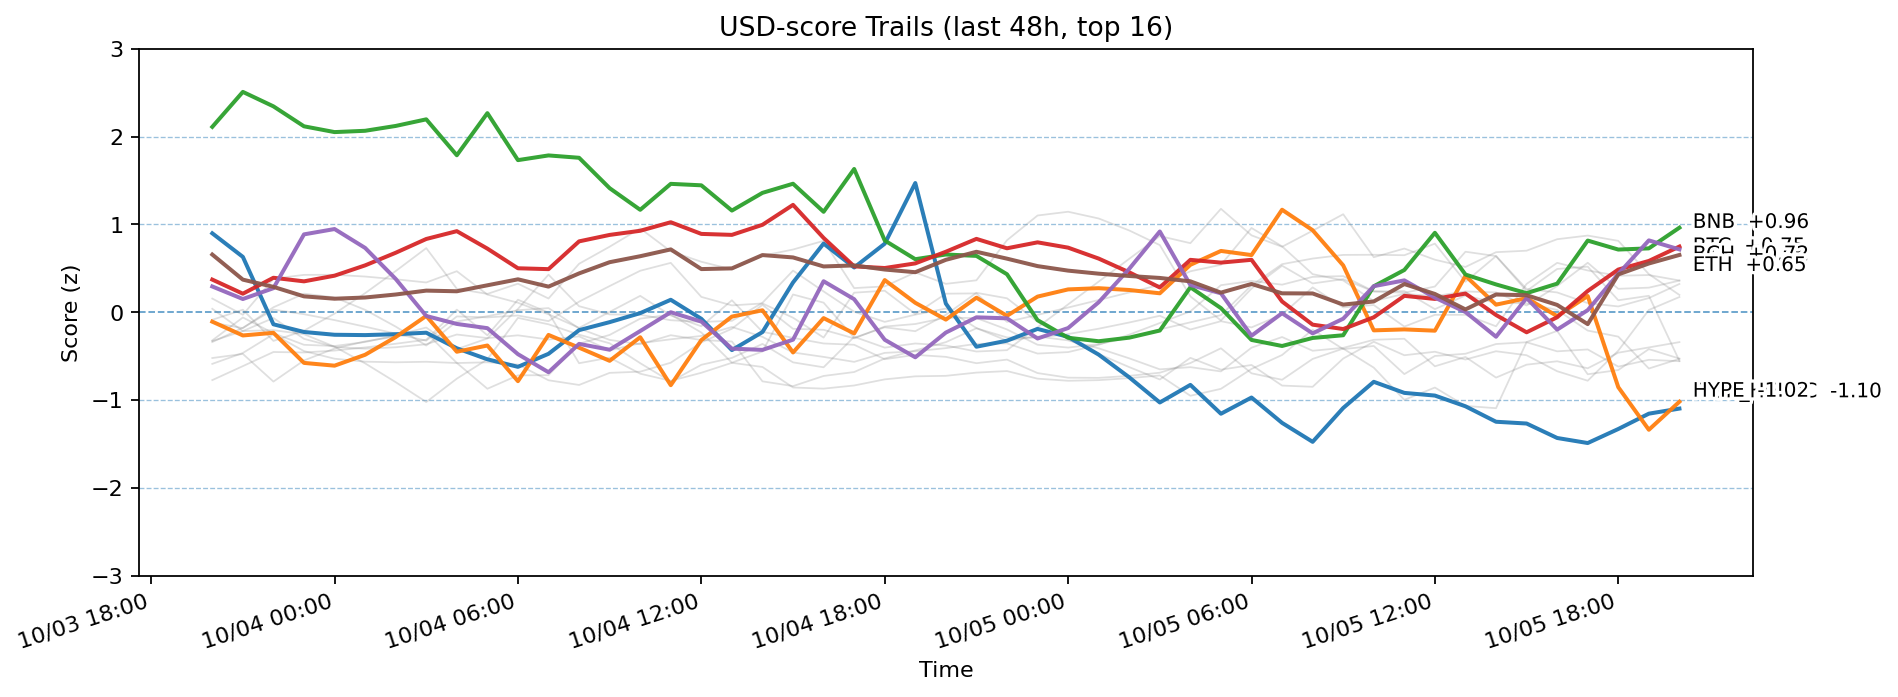 USD-score Trails (last 48h, top 16)
Score (z)
3
2
1
0
−1
−2
−3
BNB +0.96
ETH +0.65
HYPE -1.02
-1.10
10/03 18:00
10/04 00:00
10/04 06:00
10/04 12:00
10/04 18:00
10/05 00:00
10/05 06:00
10/05 12:00
10/05 18:00
Time